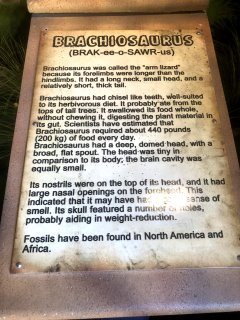 BRACHIOSAURUS
(BRAK-ee-o-SAWR-us)
Brachiosaurus was called the "arm lizard"
because its forelimbs were longer than the
hindlimbs. It had a long neck, small head, and a
relatively short, thick tail.
Brachiosaurus had chisel like teeth, well-suited
to its herbivorous diet. It probably ate from the
tops of tall trees. It swallowed its food whole,
without chewing it, digesting the plant material in
its gut. Scientists have estimated that
Brachiosaurus required about 440 pounds
(200 kg) of food every day.
Brachiosaurus had a deep, domed head, with a
broad, flat spout. The head was tiny in
comparison to its body; the brain cavity was
equally small.
Its nostrils were on the top of its head, and it had
large nasal openings on the forehead. This
indicated that it may have had sense of
smell. Its skull featured a number of holes,
probably aiding in weight-reduction.
Fossils have been found in North America and
Africa.